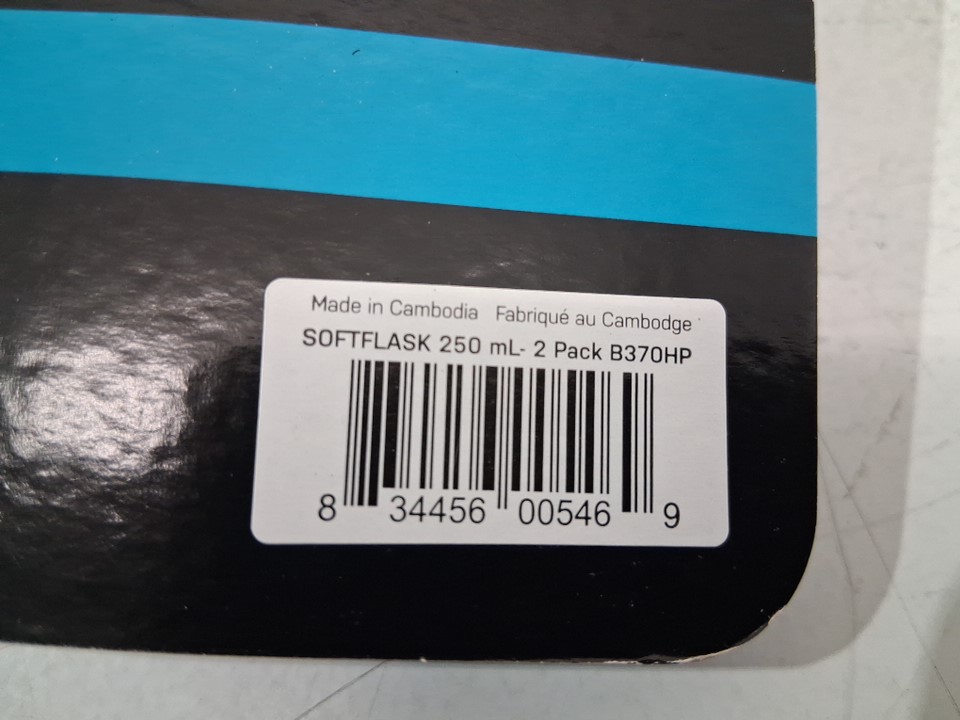 Made in Cambodia Fabriqué au Cambodge
SOFTFLASK 250 mL- 2 Pack B370HP
8 34456 00546 9